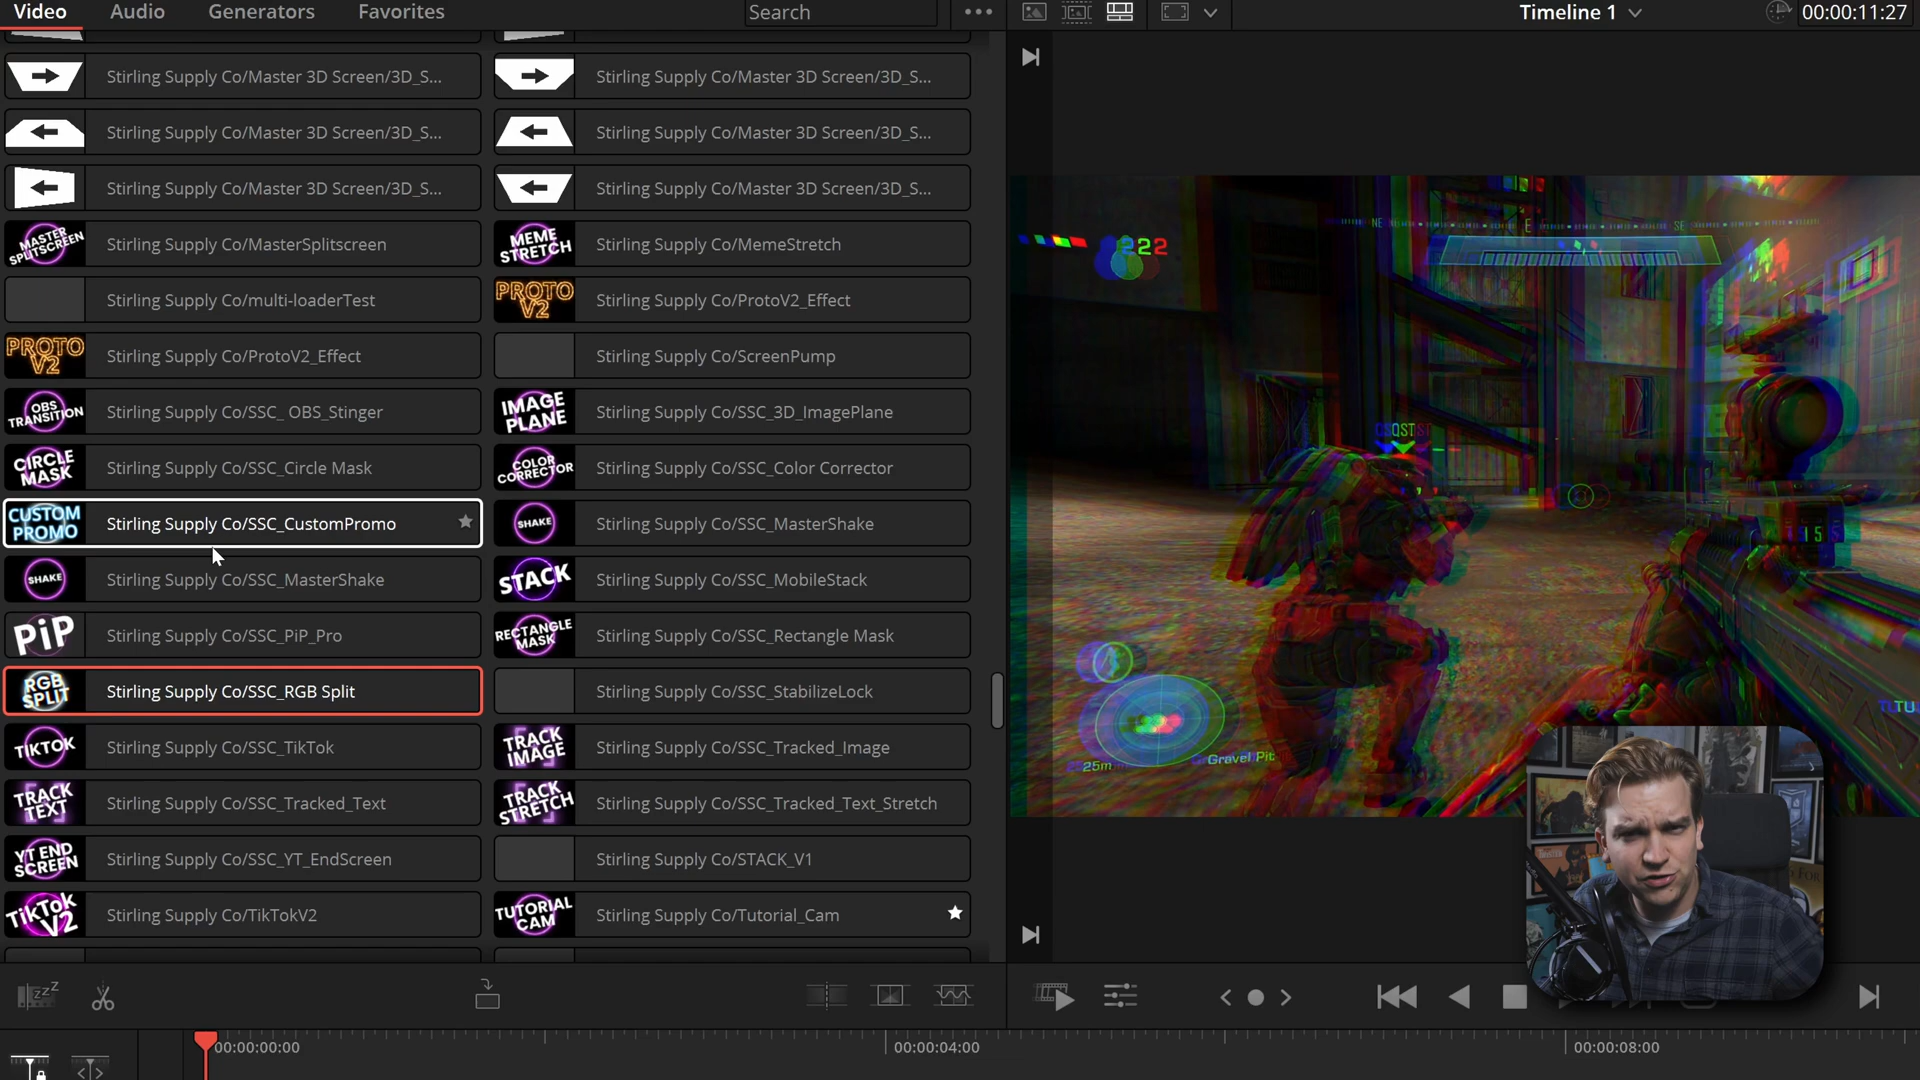 Video Audio Generators Favorites Search Timeline 1 00:00:11:27
Stirling Supply Co/Master 3D Screen/3D_S... Stirling Supply Co/Master 3D Screen/3D_S...
Stirling Supply Co/Master 3D Screen/3D_S... Stirling Supply Co/Master 3D Screen/3D_S...
Stirling Supply Co/Master 3D Screen/3D_S... Stirling Supply Co/Master 3D Screen/3D_S...
MASTER SPLITSCREEN Stirling Supply Co/MasterSplitscreen MEME STRETCH Stirling Supply Co/MemeStretch
Stirling Supply Co/multi-loaderTest PROTO V2 Stirling Supply Co/ProtoV2_Effect
PROTO V2 Stirling Supply Co/ProtoV2_Effect Stirling Supply Co/ScreenPump
OBS TRANSITION Stirling Supply Co/SSC_ OBS_Stinger IMAGE PLANE Stirling Supply Co/SSC_3D_ImagePlane
CIRCLE MASK Stirling Supply Co/SSC_Circle Mask COLOR CORRECTOR Stirling Supply Co/SSC_Color Corrector
CUSTOM PROMO Stirling Supply Co/SSC_CustomPromo SHAKE Stirling Supply Co/SSC_MasterShake
SHAKE Stirling Supply Co/SSC_MasterShake STACK Stirling Supply Co/SSC_MobileStack
PiP Stirling Supply Co/SSC_PiP_Pro RECTANGLE MASK Stirling Supply Co/SSC_Rectangle Mask
RGB SPLIT Stirling Supply Co/SSC_RGB Split Stirling Supply Co/SSC_StabilizeLock
TIKTOK Stirling Supply Co/SSC_TikTok TRACK IMAGE Stirling Supply Co/SSC_Tracked_Image
TRACK TEXT Stirling Supply Co/SSC_Tracked_Text TRACK STRETCH Stirling Supply Co/SSC_Tracked_Text_Stretch
YT END SCREEN Stirling Supply Co/SSC_YT_EndScreen Stirling Supply Co/STACK_V1
TikTok V2 Stirling Supply Co/TikTokV2 TUTORIAL CAM Stirling Supply Co/Tutorial_Cam
NE E SE
222
25m Gravel Pit
zzz
00:00:00:00 00:00:04:00 00:00:08:00